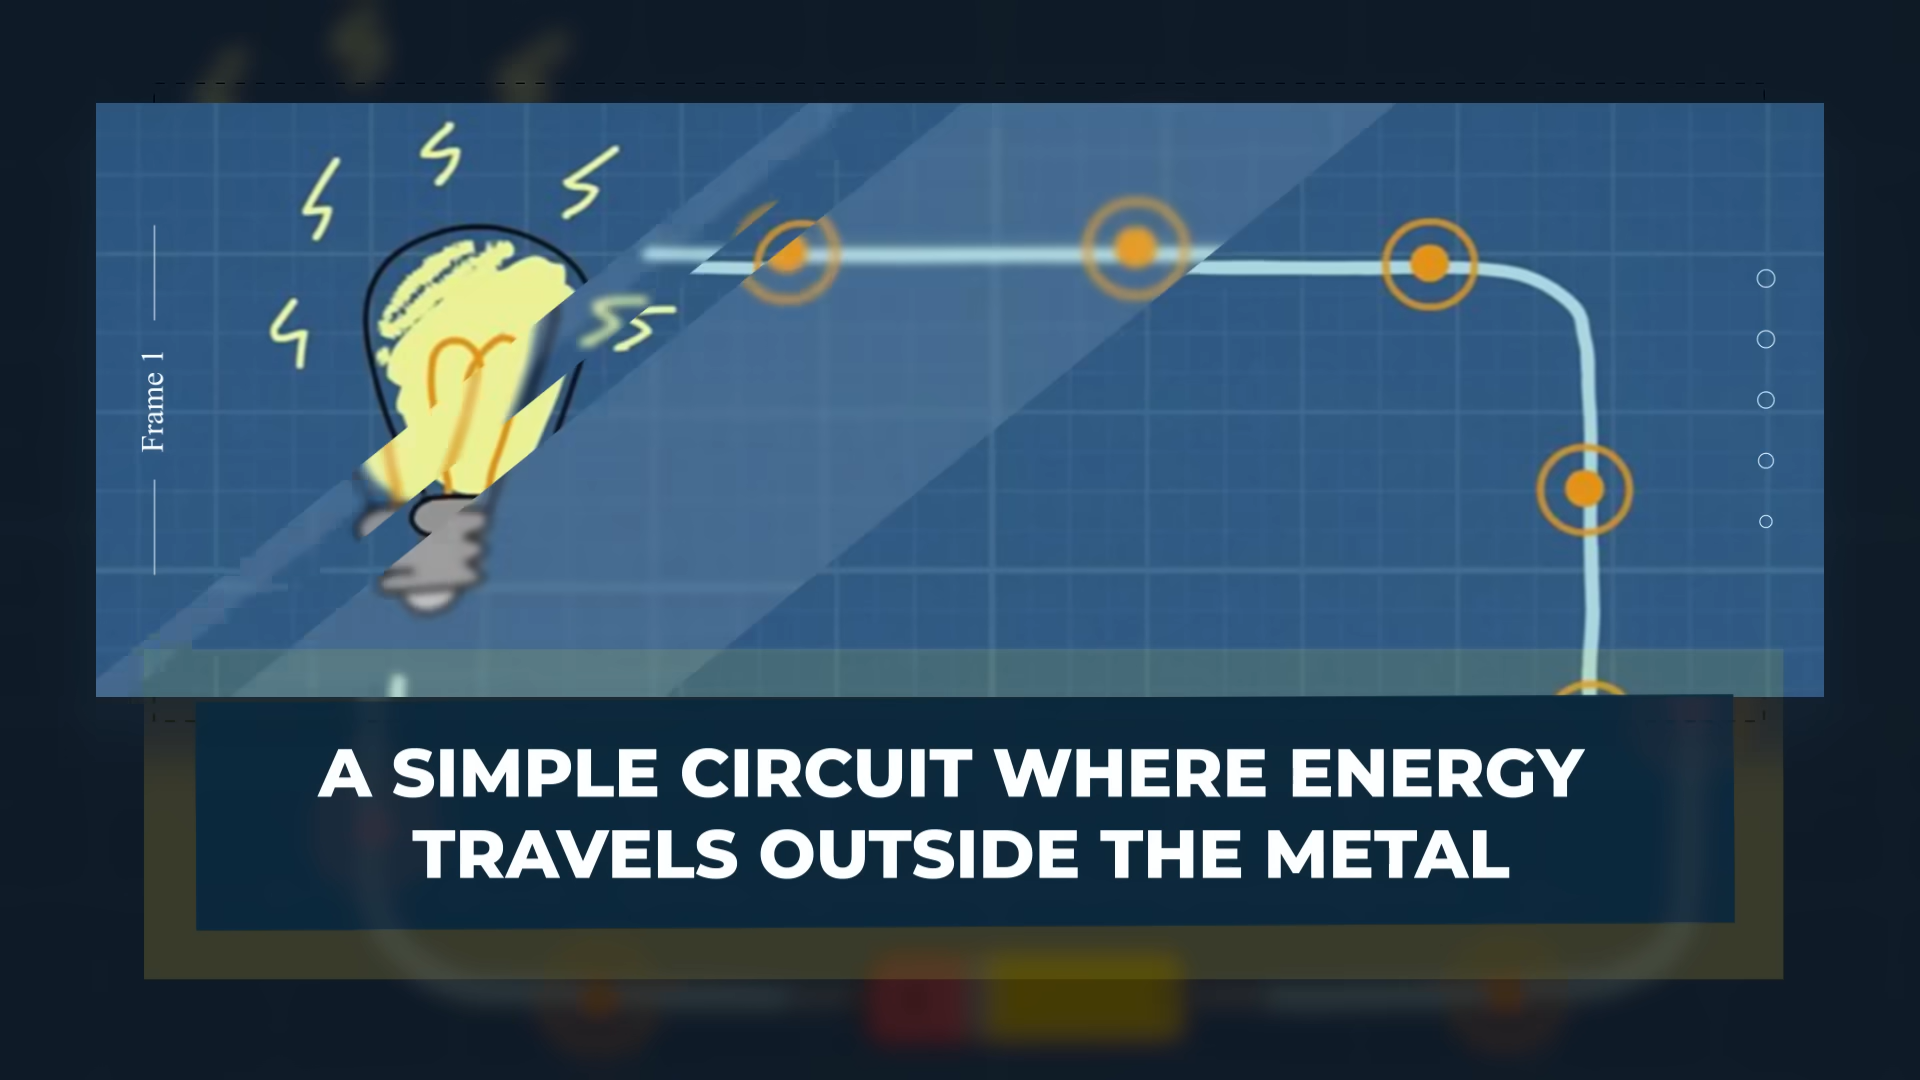 Frame 1
A SIMPLE CIRCUIT WHERE ENERGY
TRAVELS OUTSIDE THE METAL